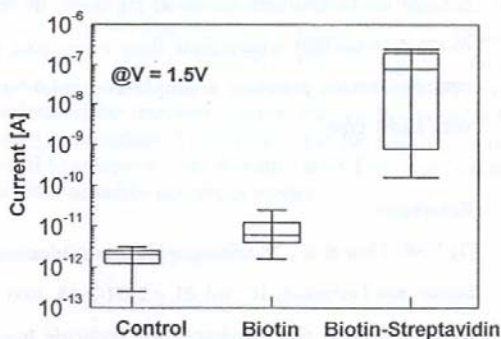 10⁻⁶
10⁻⁷
10⁻⁸
10⁻⁹
10⁻¹⁰
10⁻¹¹
10⁻¹²
10⁻¹³
Current [A]
@V = 1.5V
Control Biotin Biotin-Streptavidin